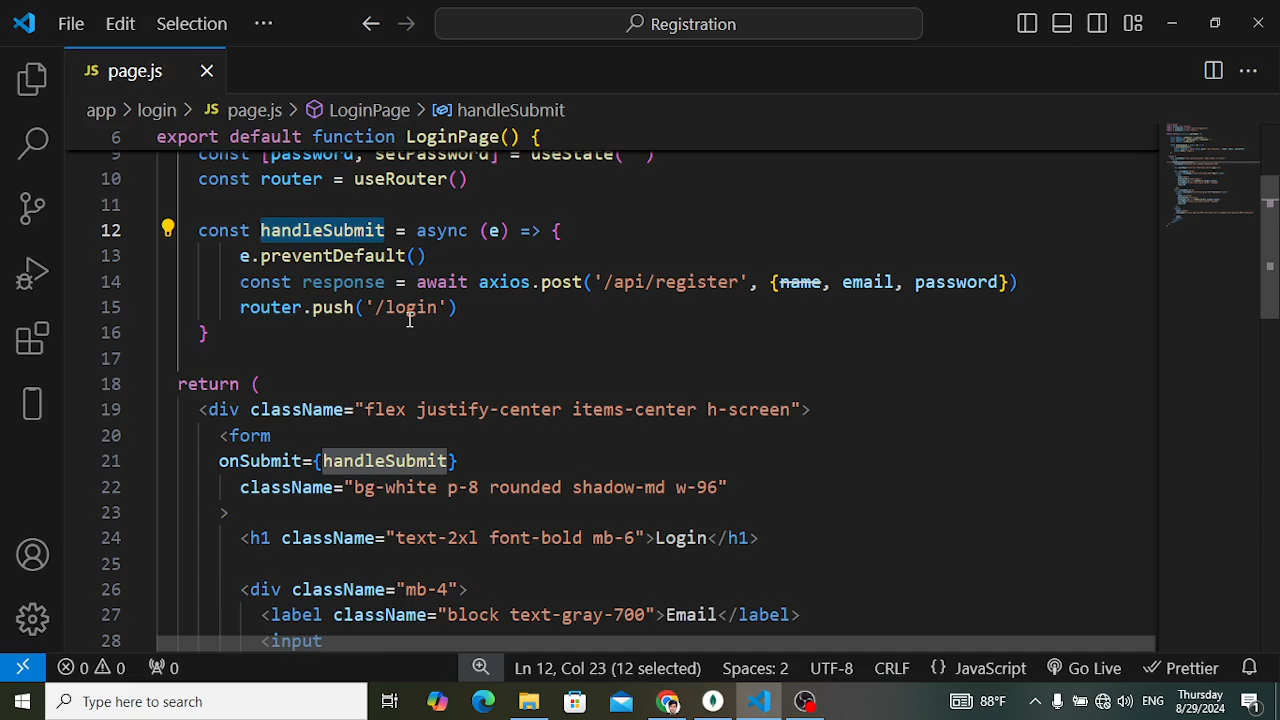 File Edit Selection ··· Registration
JS page.js
app > login > JS page.js > LoginPage > handleSubmit
6 export default function LoginPage() {
9 const [password, setPassword] = useState(" ")
10 const router = useRouter()
11
12 const handleSubmit = async (e) => {
13 e.preventDefault()
14 const response = await axios.post('/api/register', {name, email, password})
15 router.push('/login')
16 }
17
18 return (
19 <div className="flex justify-center items-center h-screen">
20 <form
21 onSubmit={handleSubmit}
22 className="bg-white p-8 rounded shadow-md w-96"
23 >
24 <h1 className="text-2xl font-bold mb-6">Login</h1>
25
26 <div className="mb-4">
27 <label className="block text-gray-700">Email</label>
28 <input
0 0 0 Ln 12, Col 23 (12 selected) Spaces: 2 UTF-8 CRLF {} JavaScript Go Live Prettier
Type here to search 88°F ENG Thursday
8/29/2024